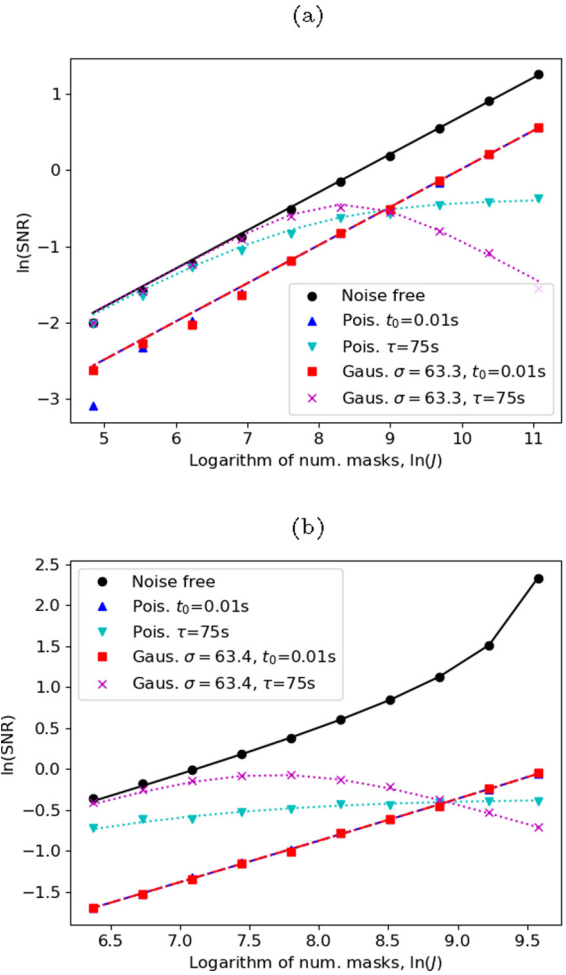 (a)
1
0
−1
−2
−3
ln(SNR)
Noise free
Pois. t₀=0.01s
Pois. τ=75s
Gaus. σ = 63.3, t₀=0.01s
Gaus. σ = 63.3, τ=75s
5 6 7 8 9 10 11
Logarithm of num. masks, ln(J)
(b)
2.5
2.0
1.5
1.0
0.5
0.0
−0.5
−1.0
−1.5
ln(SNR)
Noise free
Pois. t₀=0.01s
Pois. τ=75s
Gaus. σ = 63.4, t₀=0.01s
Gaus. σ = 63.4, τ=75s
6.5 7.0 7.5 8.0 8.5 9.0 9.5
Logarithm of num. masks, ln(J)